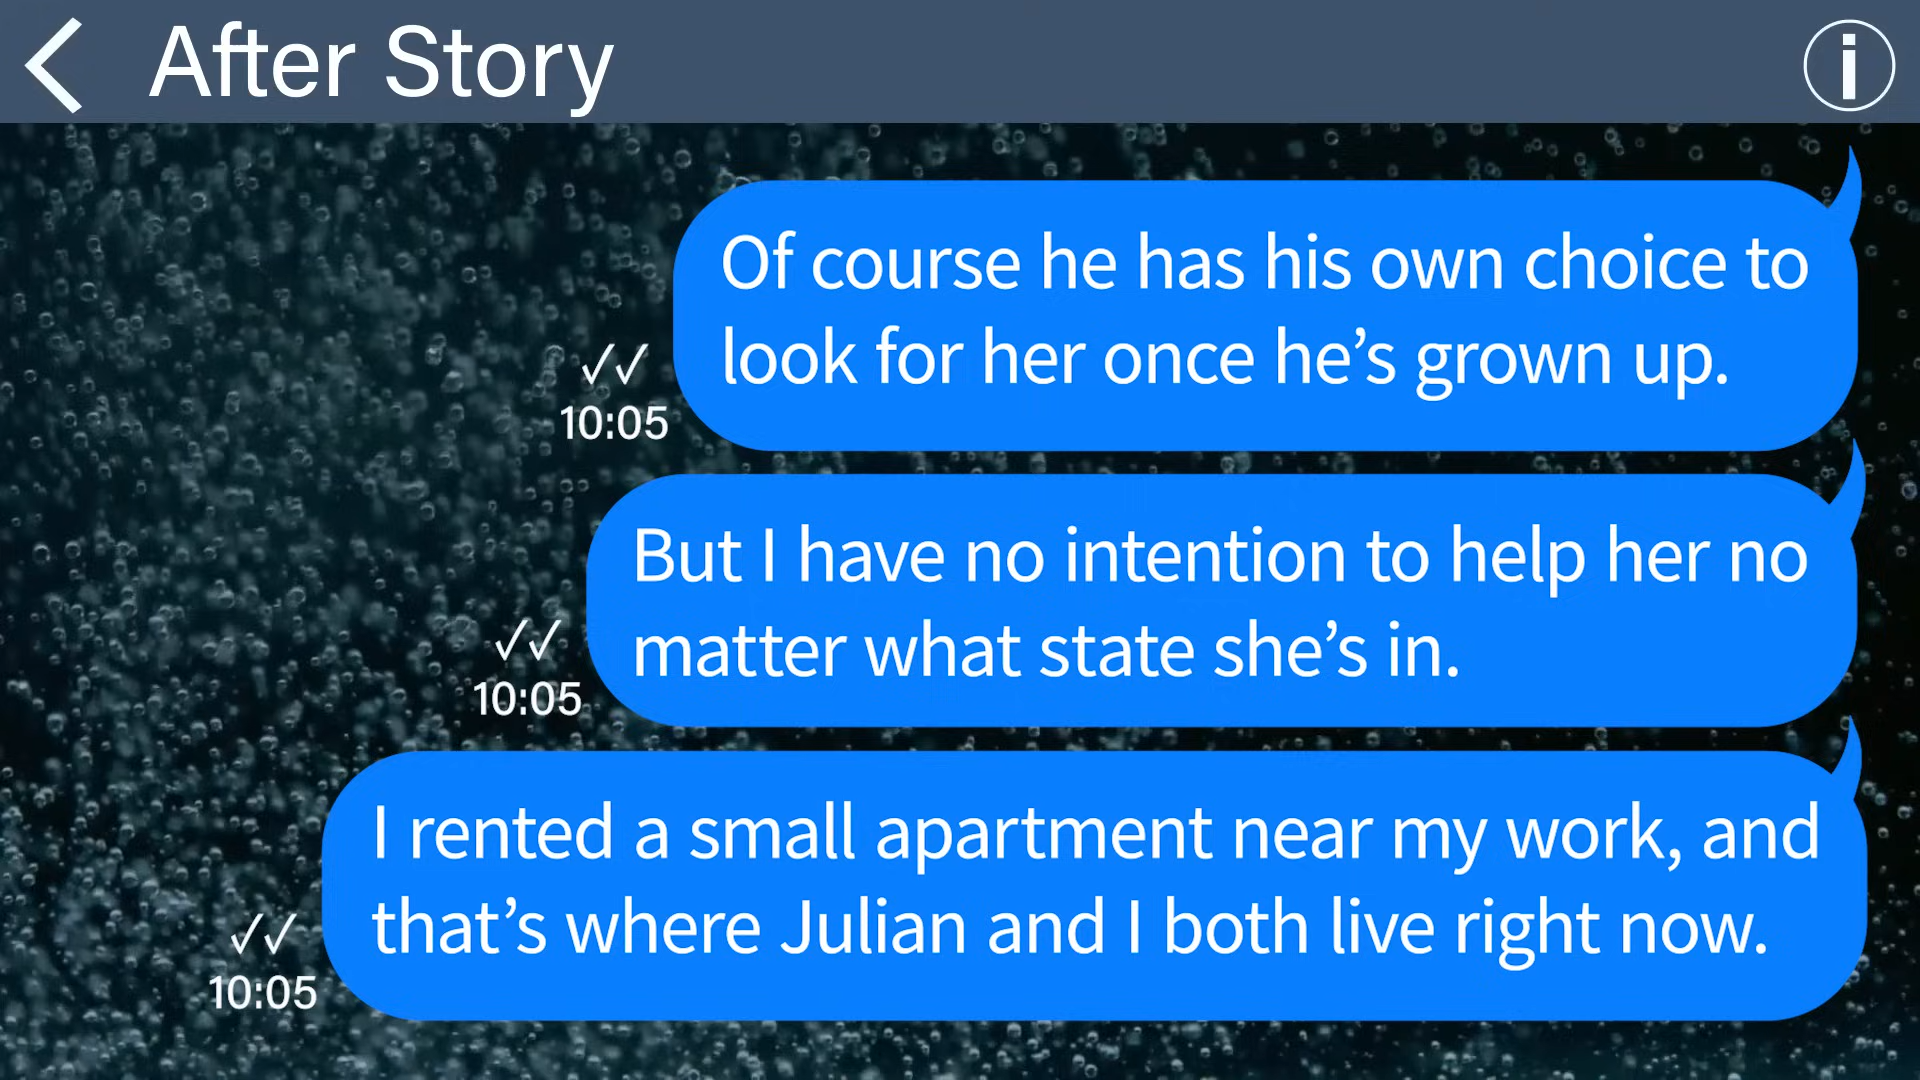 After Story
Of course he has his own choice to
look for her once he’s grown up.
10:05
But I have no intention to help her no
matter what state she’s in.
10:05
I rented a small apartment near my work, and
that’s where Julian and I both live right now.
10:05